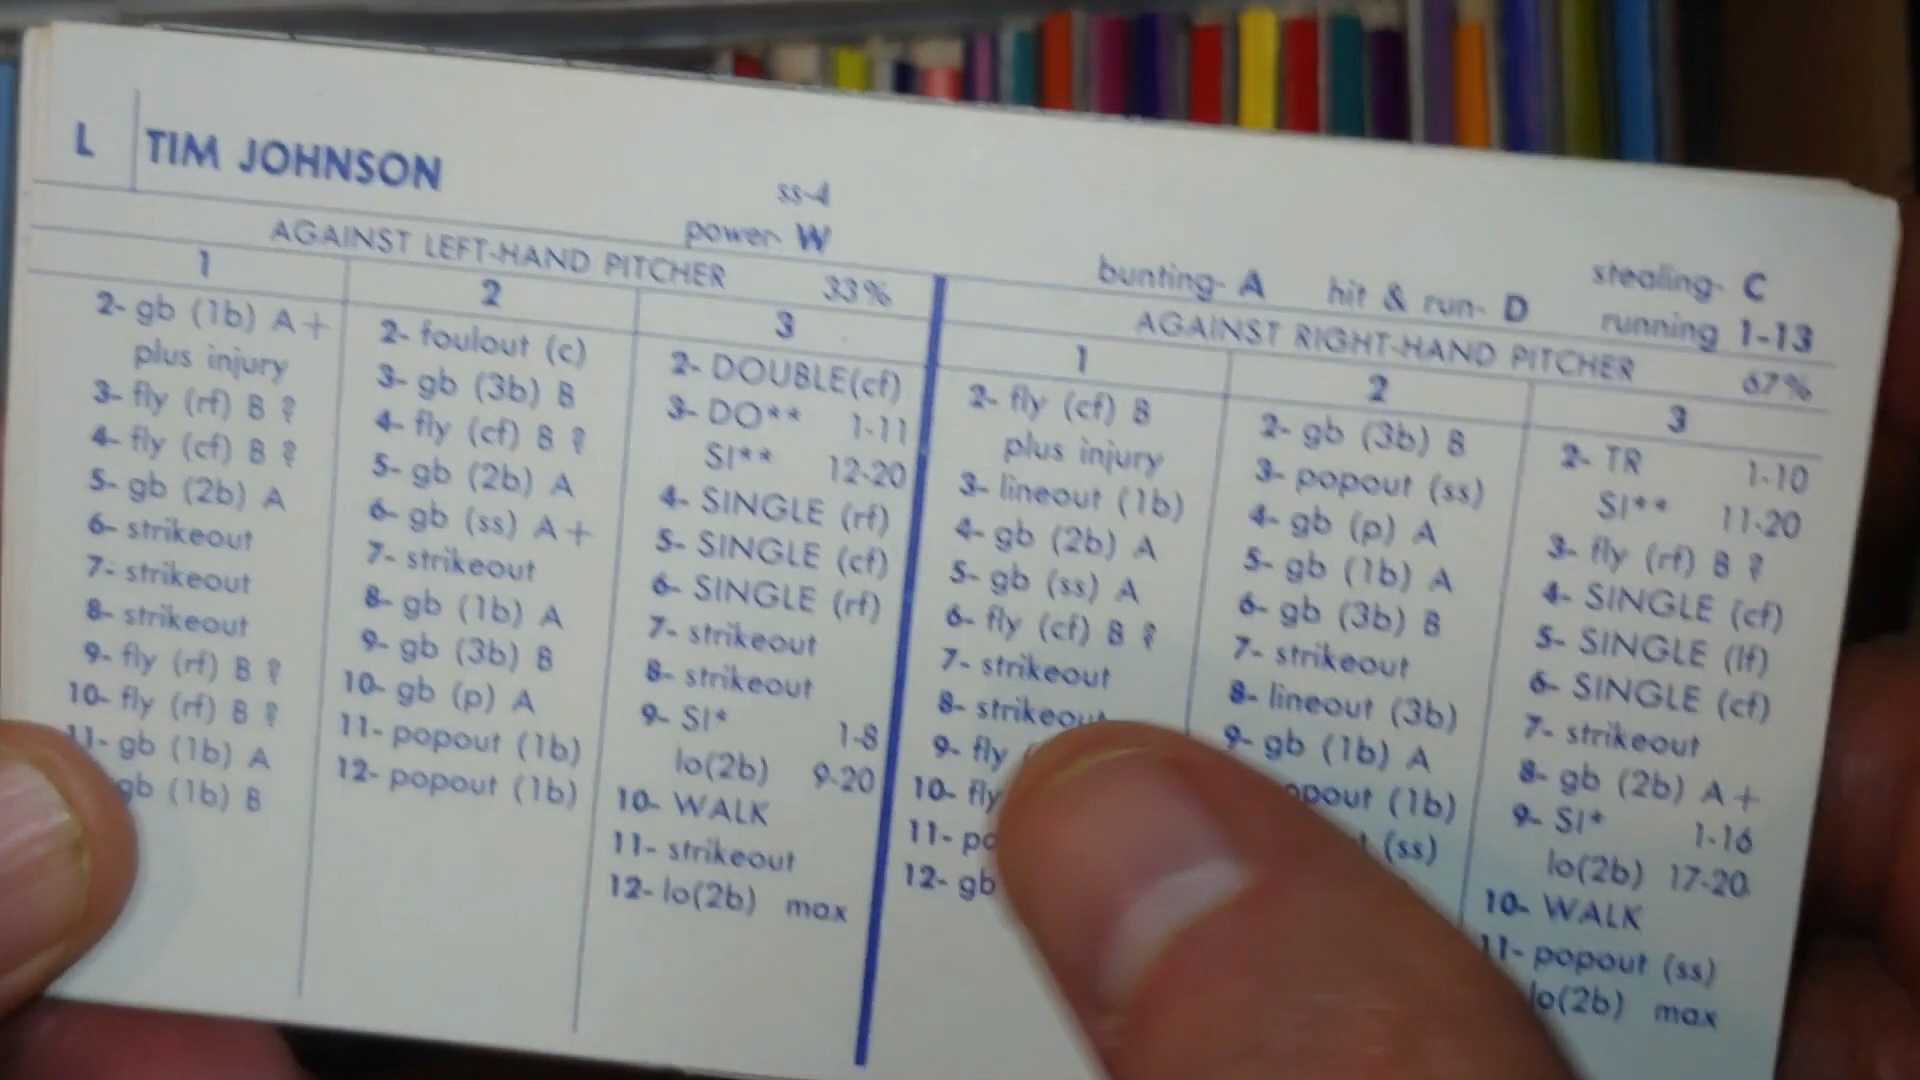 L TIM JOHNSON
ss-4
power- W
bunting- A hit & run- D
stealing- C
running 1-13
AGAINST LEFT-HAND PITCHER 33%
1
2- gb (1b) A+
plus injury
3- fly (rf) B ?
4- fly (cf) B ?
5- gb (2b) A
6- strikeout
7- strikeout
8- strikeout
9- fly (rf) B ?
10- fly (rf) B ?
11- gb (1b) A
gb (1b) B
2
2- foulout (c)
3- gb (3b) B
4- fly (cf) B ?
5- gb (2b) A
6- gb (ss) A+
7- strikeout
8- gb (1b) A
9- gb (3b) B
10- gb (p) A
11- popout (1b)
12- popout (1b)
3
2- DOUBLE(cf)
3- DO** 1-11
SI** 12-20
4- SINGLE (rf)
5- SINGLE (cf)
6- SINGLE (rf)
7- strikeout
8- strikeout
9- SI* 1-8
lo(2b) 9-20
10- WALK
11- strikeout
12- lo(2b) max
AGAINST RIGHT-HAND PITCHER 67%
1
2- fly (cf) B
plus injury
3- lineout (1b)
4- gb (2b) A
5- gb (ss) A
6- fly (cf) B ?
7- strikeout
8- strikeout
9- fly
10- fly
11-
12- gb
2
2- gb (3b) B
3- popout (ss)
4- gb (p) A
5- gb (1b) A
6- gb (3b) B
7- strikeout
8- lineout (3b)
9- gb (1b) A
(1b)
(ss)
3
2- TR 1-10
SI** 11-20
3- fly (rf) B ?
4- SINGLE (cf)
5- SINGLE (lf)
6- SINGLE (cf)
7- strikeout
8- gb (2b) A+
9- SI* 1-16
lo(2b) 17-20
10- WALK
11- popout (ss)
lo(2b) max